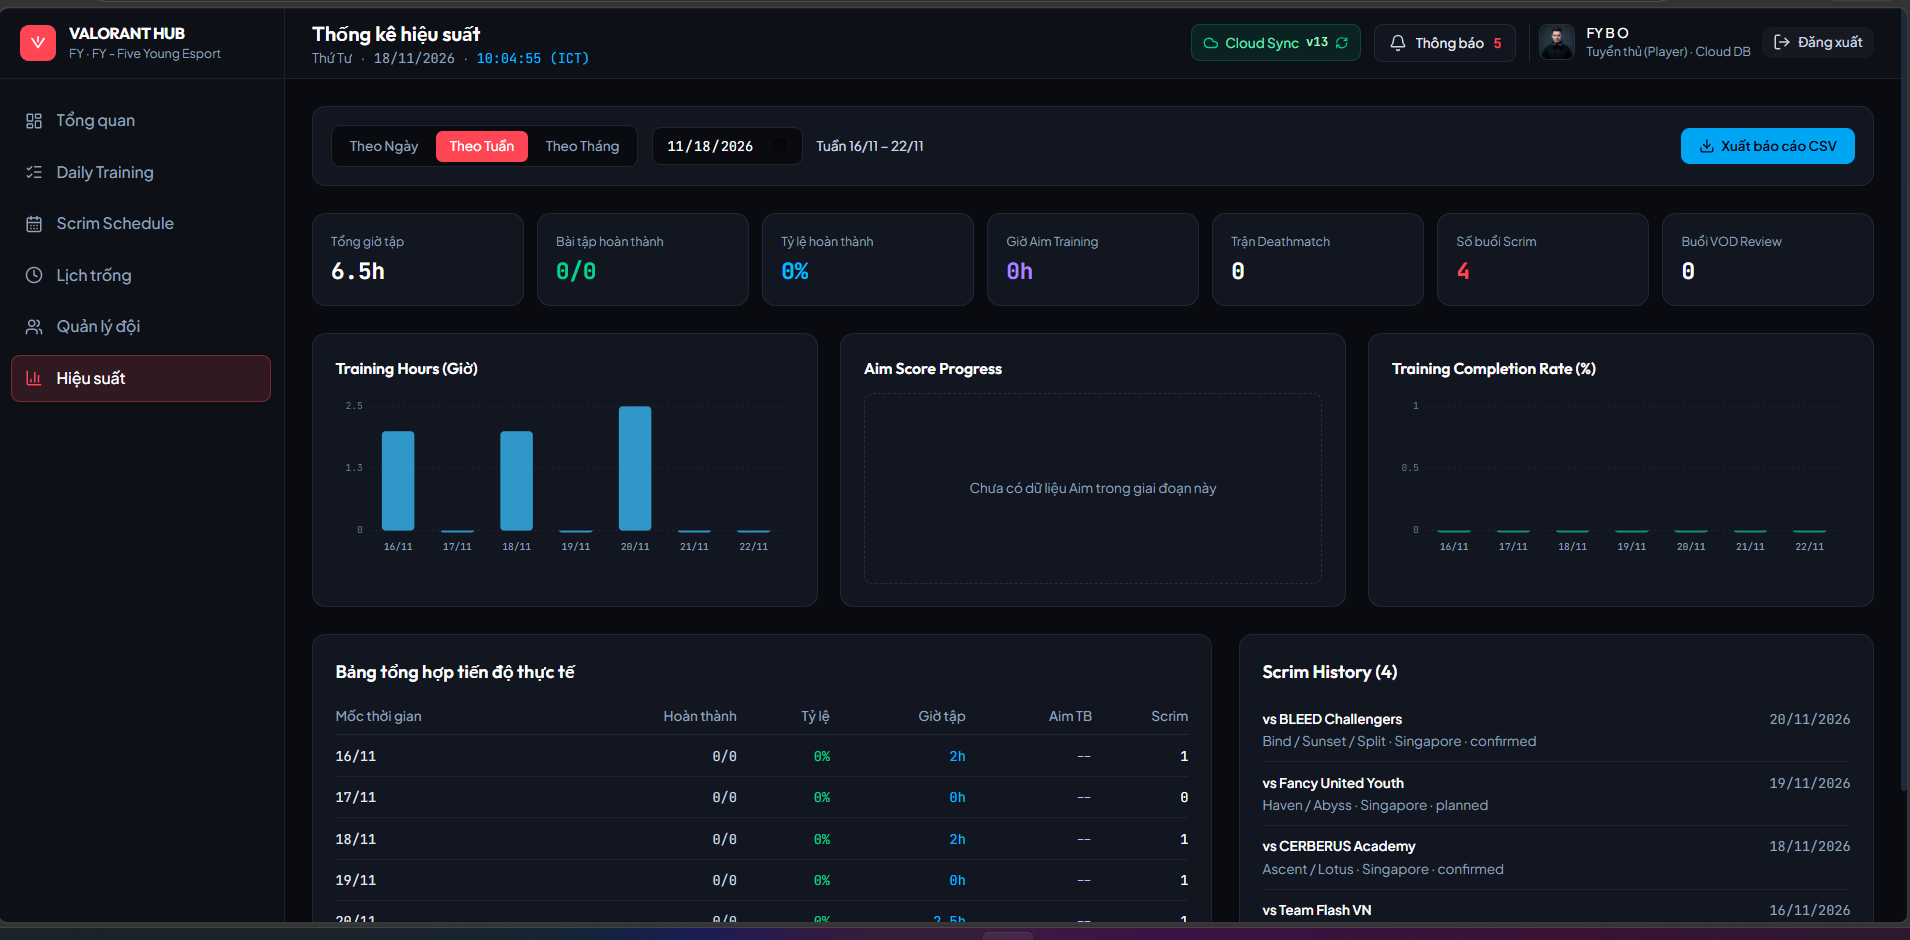 VALORANT HUB
FY · FY - Five Young Esport
Thống kê hiệu suất
Thứ Tư · 18/11/2026 · 10:04:55 (ICT)
Cloud Sync v13
Thông báo 5
FY B O
Tuyển thủ (Player) · Cloud DB
Đăng xuất
Tổng quan
Daily Training
Scrim Schedule
Lịch trống
Quản lý đội
Hiệu suất
Theo Ngày
Theo Tuần
Theo Tháng
11/18/2026
Tuần 16/11 – 22/11
Xuất báo cáo CSV
Tổng giờ tập
6.5h
Bài tập hoàn thành
0/0
Tỷ lệ hoàn thành
0%
Giờ Aim Training
0h
Trận Deathmatch
0
Số buổi Scrim
4
Buổi VOD Review
0
Training Hours (Giờ)
2.5
1.3
0
16/11 17/11 18/11 19/11 20/11 21/11 22/11
Aim Score Progress
Chưa có dữ liệu Aim trong giai đoạn này
Training Completion Rate (%)
1
0.5
0
16/11 17/11 18/11 19/11 20/11 21/11 22/11
Bảng tổng hợp tiến độ thực tế
Mốc thời gian Hoàn thành Tỷ lệ Giờ tập Aim TB Scrim
16/11 0/0 0% 2h -- 1
17/11 0/0 0% 0h -- 0
18/11 0/0 0% 2h -- 1
19/11 0/0 0% 0h -- 1
20/11 0/0 0% 2.5h -- 1
Scrim History (4)
vs BLEED Challengers 20/11/2026
Bind / Sunset / Split · Singapore · confirmed
vs Fancy United Youth 19/11/2026
Haven / Abyss · Singapore · planned
vs CERBERUS Academy 18/11/2026
Ascent / Lotus · Singapore · confirmed
vs Team Flash VN 16/11/2026